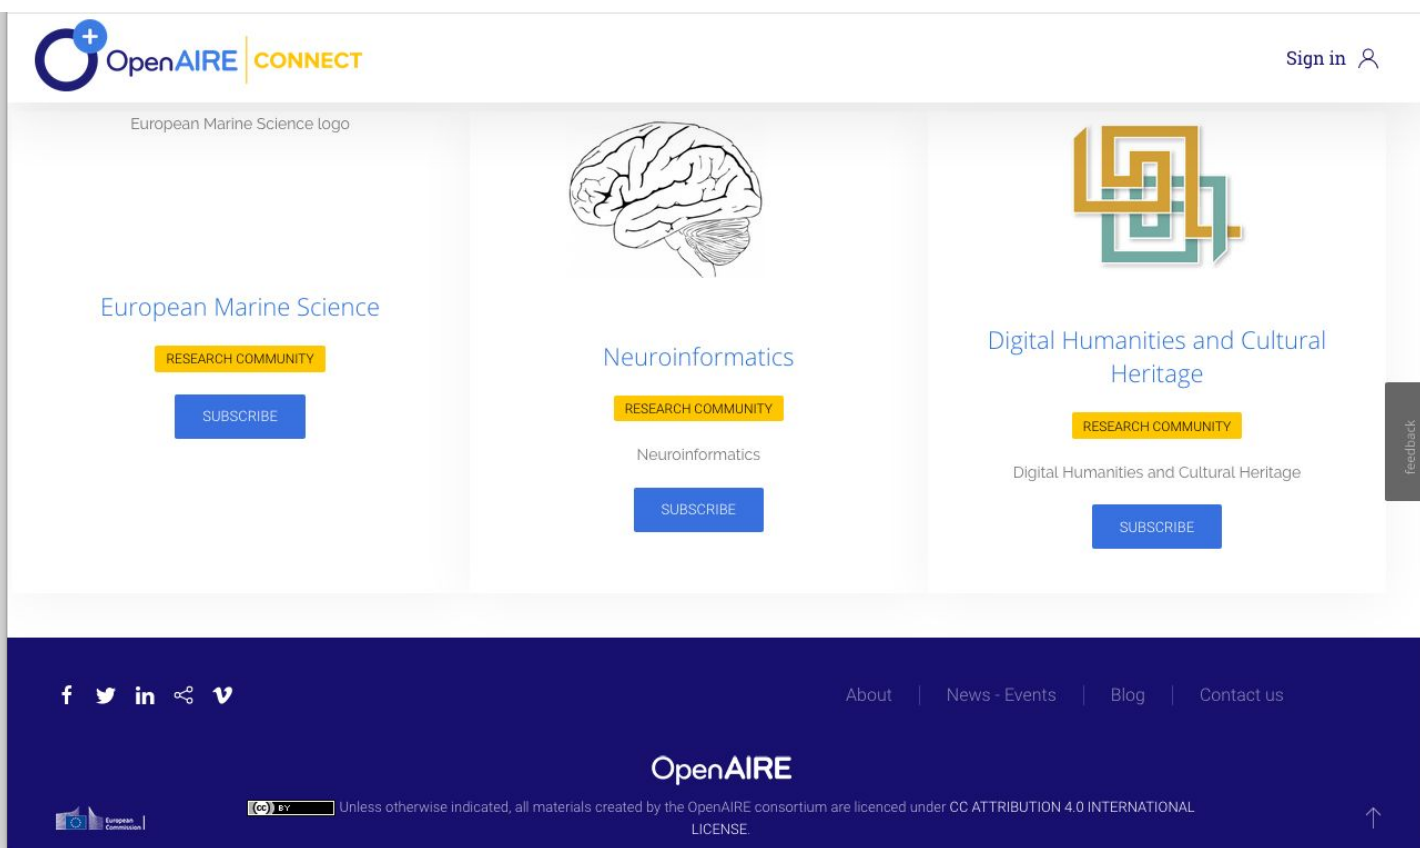 OpenAIRE CONNECT
Sign in
European Marine Science logo
European Marine Science
RESEARCH COMMUNITY
SUBSCRIBE
Neuroinformatics
RESEARCH COMMUNITY
Neuroinformatics
SUBSCRIBE
Digital Humanities and Cultural
Heritage
RESEARCH COMMUNITY
Digital Humanities and Cultural Heritage
SUBSCRIBE
feedback
About
News - Events
Blog
Contact us
OpenAIRE
European
Commission
cc BY
Unless otherwise indicated, all materials created by the OpenAIRE consortium are licenced under CC ATTRIBUTION 4.0 INTERNATIONAL
LICENSE.